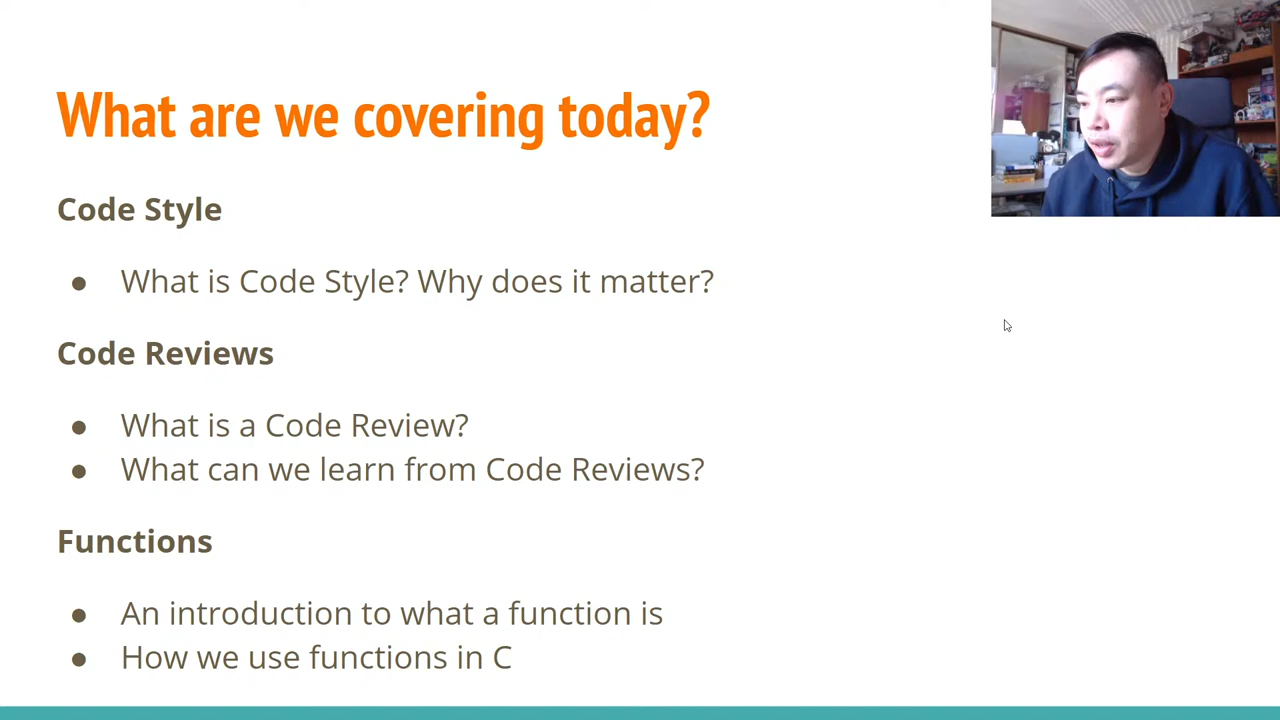 What are we covering today?
Code Style
● What is Code Style? Why does it matter?
Code Reviews
● What is a Code Review?
● What can we learn from Code Reviews?
Functions
● An introduction to what a function is
● How we use functions in C